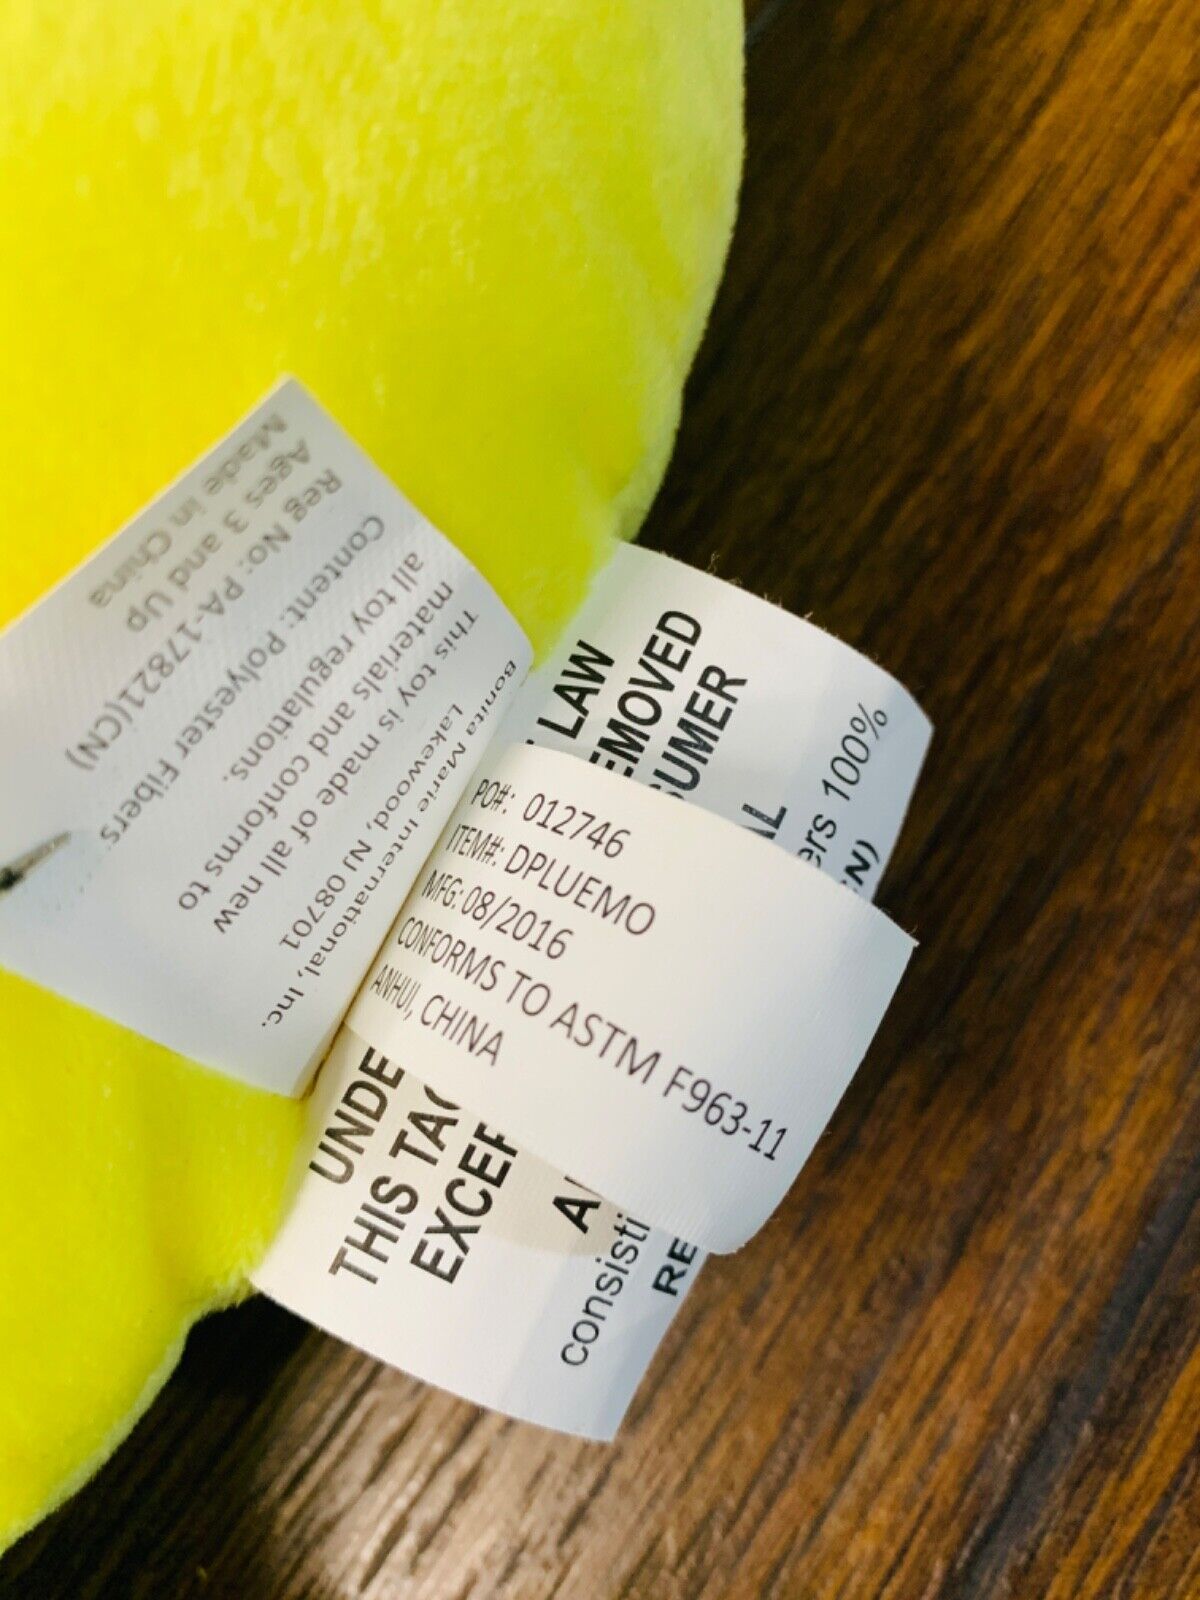 Made in China
Ages 3 and Up
Reg No: PA-17821(CN)
Content: Polyester Fibers
all toy regulations.
materials and conforms to
This toy is made of all new
Lakewood, NJ 08701
Bonita Marie International, Inc.
PO#: 012746
ITEM#: DPLUEMO
MFG: 08/2016
CONFORMS TO ASTM F963-11
ANHUI, CHINA
UNDE LAW
THIS TAG EMOVED
EXCEP SUMER
A AL
consisti ers 100%
RE N)